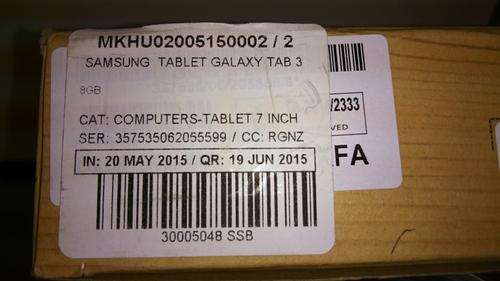 MKHU02005150002 / 2
SAMSUNG TABLET GALAXY TAB 3
8GB
CAT: COMPUTERS-TABLET 7 INCH
SER: 357535062055599 / CC: RGNZ
IN: 20 MAY 2015 / QR: 19 JUN 2015
30005048 SSB
/2333
VED
FA